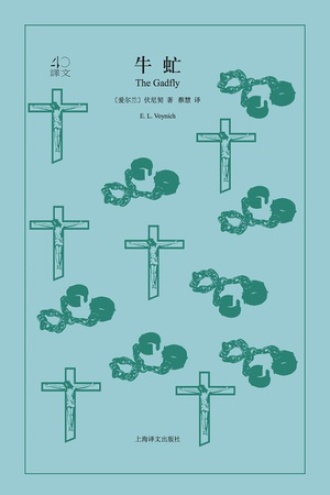 40
譯文
牛虻
The Gadfly
〔爱尔兰〕伏尼契 著 蔡慧 译
E. L. Voynich
上海译文出版社